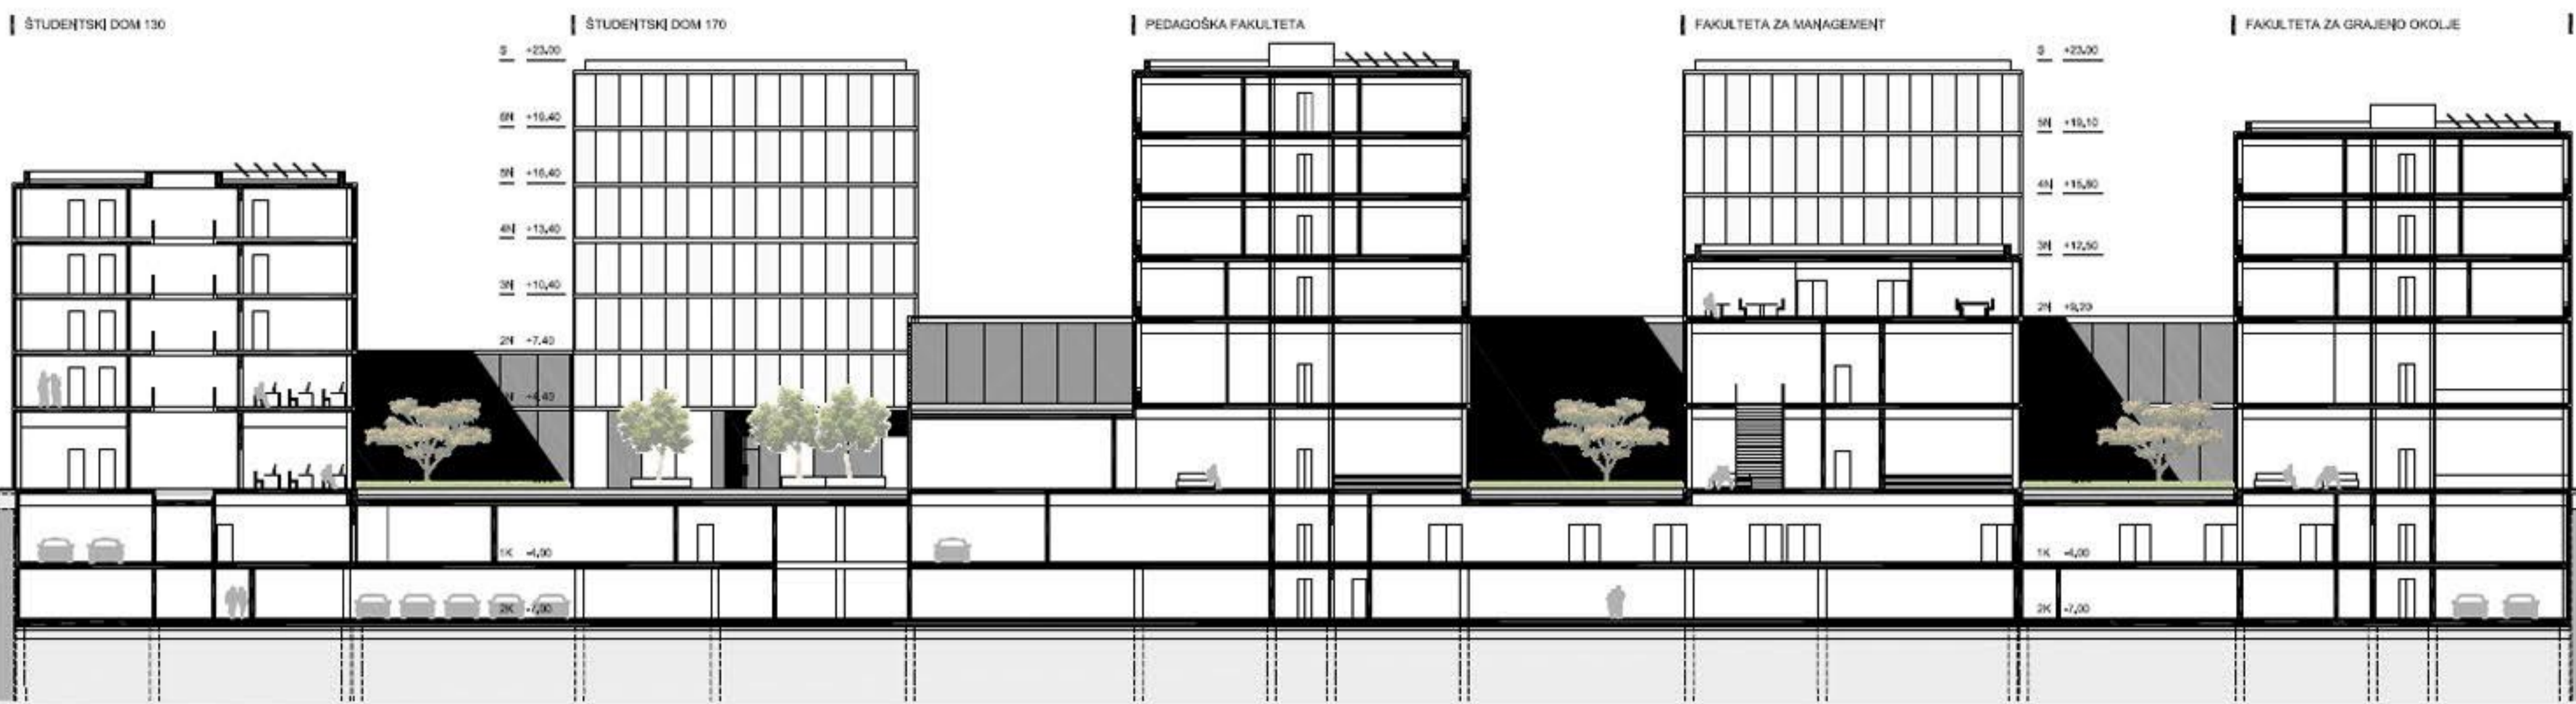 ŠTUDENTSKI DOM 130
ŠTUDENTSKI DOM 170
PEDAGOŠKA FAKULTETA
FAKULTETA ZA MANAGEMENT
FAKULTETA ZA GRAJENO OKOLJE
S +23,00
6N +19,40
5N +16,40
4N +13,40
3N +10,40
2N +7,40
+4,40
1K -4,00
2K -7,00
S +23,00
5N +19,10
4N +15,80
3N +12,50
2N +9,20
1K -4,00
2K -7,00